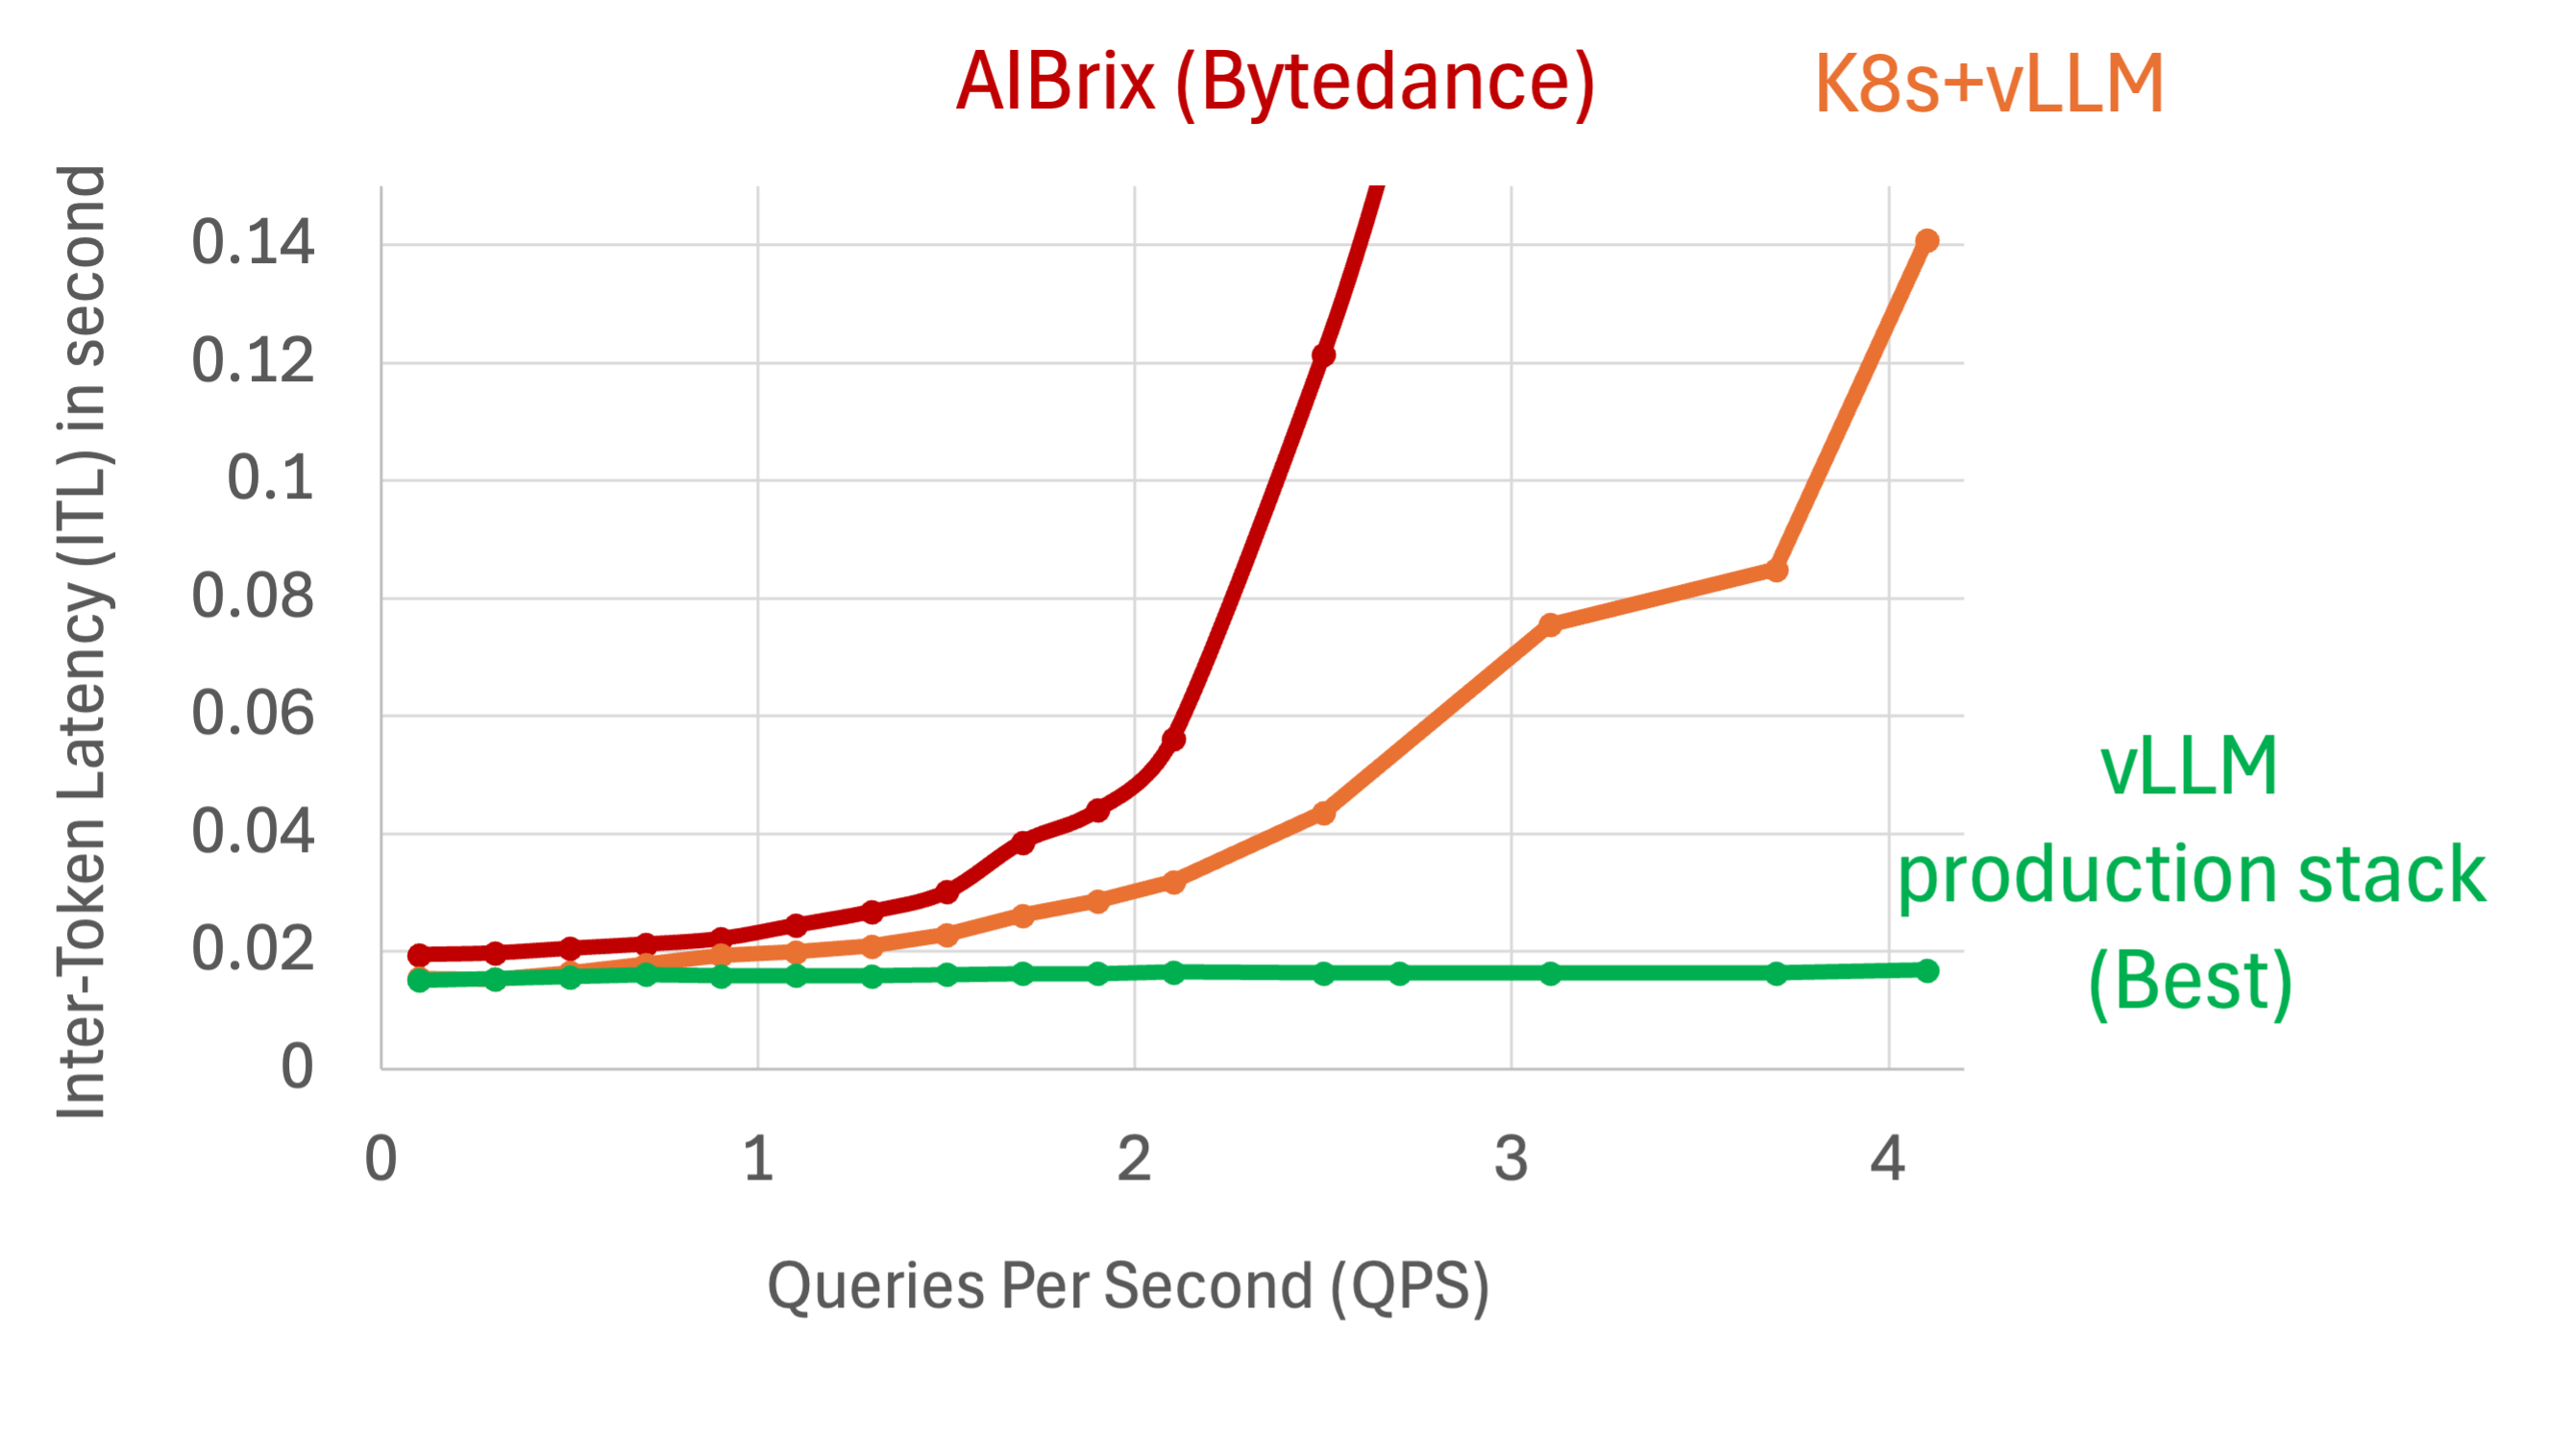 AIBrix (Bytedance)
K8s+vLLM
Inter-Token Latency (ITL) in second
0.14
0.12
0.1
0.08
0.06
0.04
0.02
0
vLLM
production stack
(Best)
0
1
2
3
4
Queries Per Second (QPS)